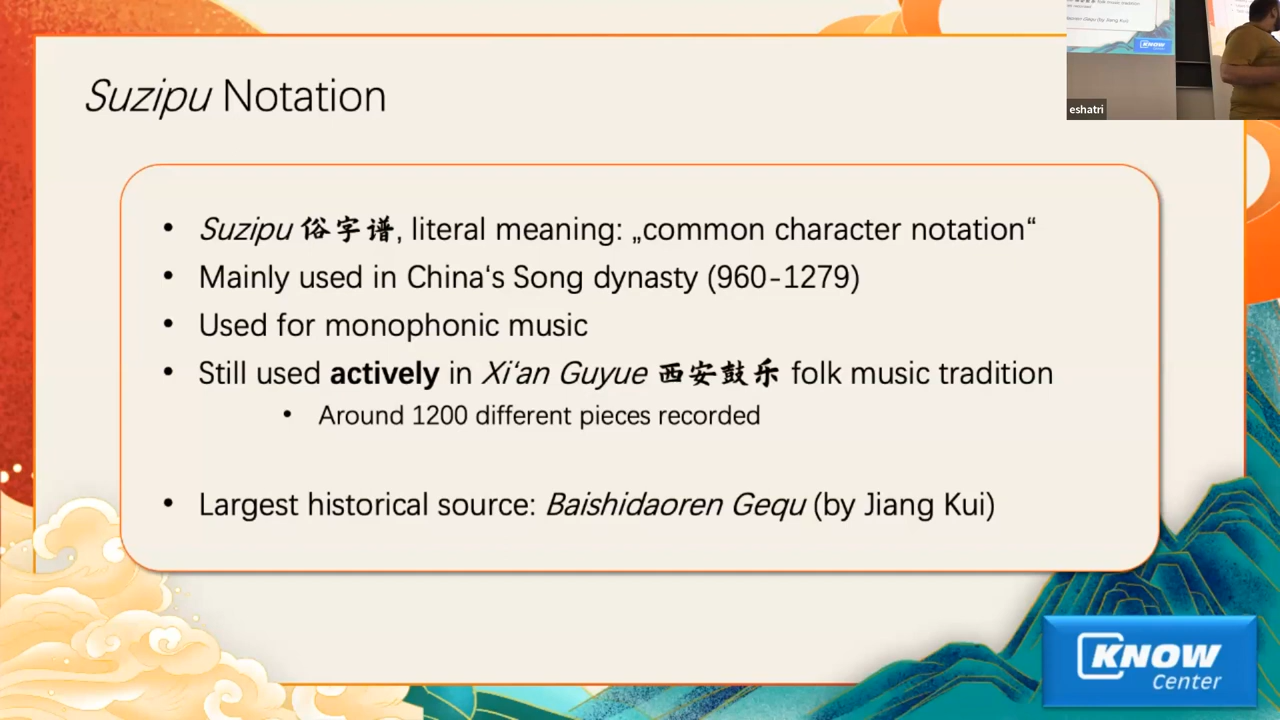 Suzipu Notation
• Suzipu 俗字谱, literal meaning: „common character notation“
• Mainly used in China‘s Song dynasty (960-1279)
• Used for monophonic music
• Still used actively in Xi‘an Guyue 西安鼓乐 folk music tradition
• Around 1200 different pieces recorded
• Largest historical source: Baishidaoren Gequ (by Jiang Kui)
eshatri
KNOW
Center